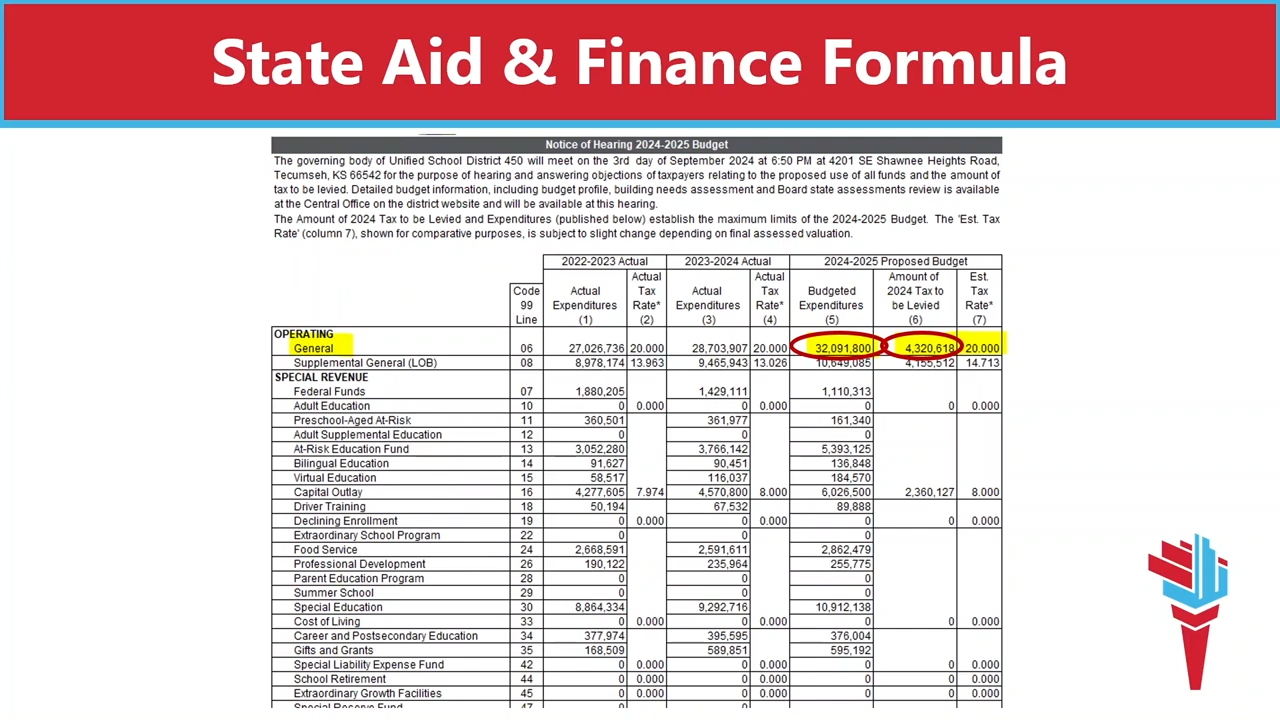 State Aid & Finance Formula
Notice of Hearing 2024-2025 Budget
The governing body of Unified School District 450 will meet on the 3rd day of September 2024 at 6:50 PM at 4201 SE Shawnee Heights Road,
Tecumseh, KS 66542 for the purpose of hearing and answering objections of taxpayers relating to the proposed use of all funds and the amount of
tax to be levied. Detailed budget information, including budget profile, building needs assessment and Board state assessments review is available
at the Central Office on the district website and will be available at this hearing.
The Amount of 2024 Tax to be Levied and Expenditures (published below) establish the maximum limits of the 2024-2025 Budget. The 'Est. Tax
Rate' (column 7), shown for comparative purposes, is subject to slight change depending on final assessed valuation.
2022-2023 Actual 2023-2024 Actual 2024-2025 Proposed Budget
Actual Actual Amount of Est.
Code Actual Tax Actual Tax Budgeted 2024 Tax to Tax
99 Expenditures Rate* Expenditures Rate* Expenditures be Levied Rate*
Line (1) (2) (3) (4) (5) (6) (7)
OPERATING
General 06 27,026,736 20.000 28,703,907 20.000 32,091,800 4,320,618 20.000
Supplemental General (LOB) 08 8,978,174 13.963 9,465,943 13.026 10,649,085 4,155,512 14.713
SPECIAL REVENUE
Federal Funds 07 1,880,205 1,429,111 1,110,313
Adult Education 10 0 0.000 0 0.000 0 0 0.000
Preschool-Aged At-Risk 11 360,501 361,977 161,340
Adult Supplemental Education 12 0 0 0
At-Risk Education Fund 13 3,052,280 3,766,142 5,393,125
Bilingual Education 14 91,627 90,451 136,848
Virtual Education 15 58,517 116,037 184,570
Capital Outlay 16 4,277,605 7.974 4,570,800 8.000 6,026,500 2,360,127 8.000
Driver Training 18 50,194 67,532 89,888
Declining Enrollment 19 0 0.000 0 0.000 0 0 0.000
Extraordinary School Program 22 0 0 0
Food Service 24 2,668,591 2,591,611 2,862,479
Professional Development 26 190,122 235,964 255,775
Parent Education Program 28 0 0 0
Summer School 29 0 0 0
Special Education 30 8,864,334 9,292,716 10,912,138
Cost of Living 33 0 0.000 0 0.000 0 0 0.000
Career and Postsecondary Education 34 377,974 395,595 376,004
Gifts and Grants 35 168,509 589,851 595,192
Special Liability Expense Fund 42 0 0.000 0 0.000 0 0 0.000
School Retirement 44 0 0.000 0 0.000 0 0 0.000
Extraordinary Growth Facilities 45 0 0.000 0 0.000 0 0 0.000
Special Reserve Fund 47